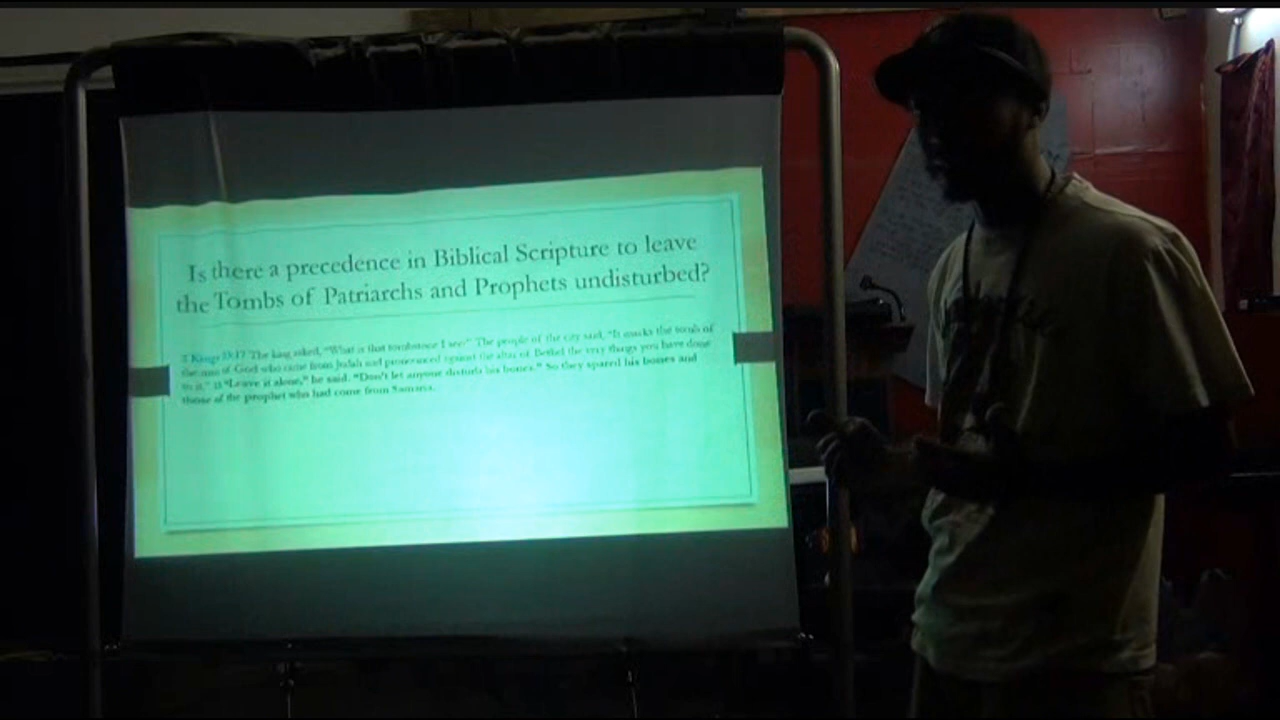 Is there a precedence in Biblical Scripture to leave
the Tombs of Patriarchs and Prophets undisturbed?
2 Kings 23:17 The king asked, "What is that tombstone I see?" The people of the city said, "It marks the tomb of
the man of God who came from Judah and pronounced against the altar of Bethel the very things you have done
to it." 18 "Leave it alone," he said. "Don't let anyone disturb his bones." So they spared his bones and
those of the prophet who had come from Samaria.